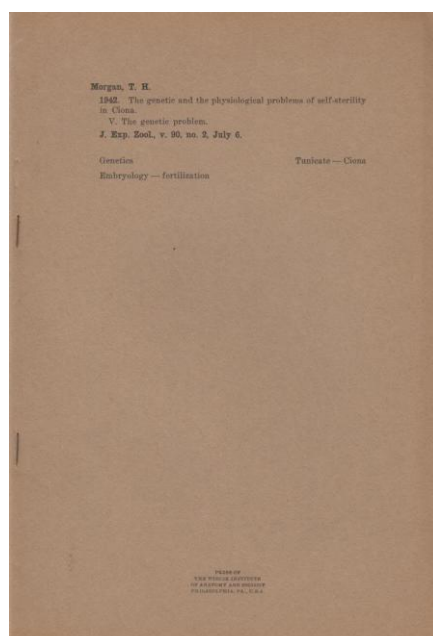 Morgan, T. H.
1942. The genetic and the physiological problems of self-sterility
in Ciona.
V. The genetic problem.
J. Exp. Zool., v. 90, no. 2, July 6.
Genetics Tunicate — Ciona
Embryology — fertilization
PRESS OF
THE WISTAR INSTITUTE
OF ANATOMY AND BIOLOGY
PHILADELPHIA, PA., U.S.A.